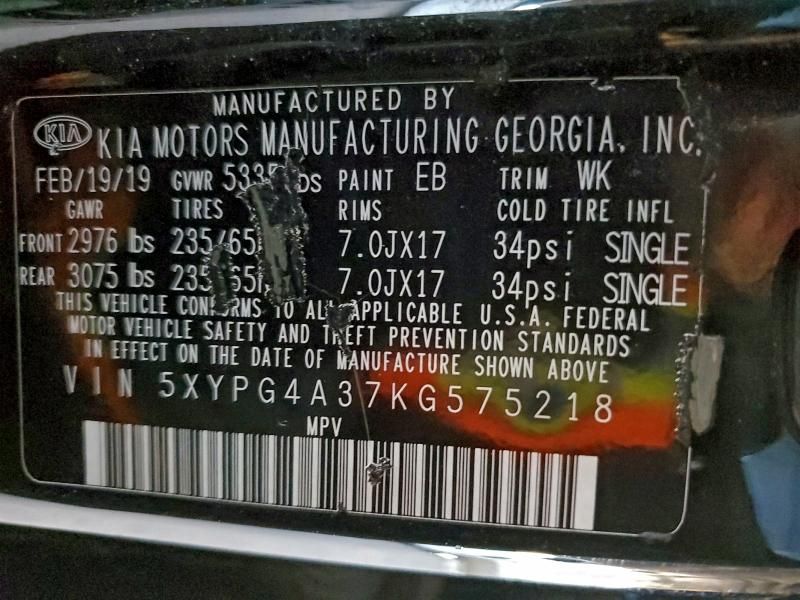 MANUFACTURED BY
KIA KIA MOTORS MANUFACTURING GEORGIA, INC.
FEB/19/19 GVWR PAINT EB TRIM WK
GAWR TIRES RIMS COLD TIRE INFL
FRONT 2976 lbs 235/65 7.0JX17 34psi SINGLE
REAR 3075 lbs 7.0JX17 34psi SINGLE
THIS VEHICLE CONFORMS TO ALL APPLICABLE U.S.A. FEDERAL
MOTOR VEHICLE SAFETY AND THEFT PREVENTION STANDARDS
IN EFFECT ON THE DATE OF MANUFACTURE SHOWN ABOVE
VIN 5XYPG4A37KG575218
MPV